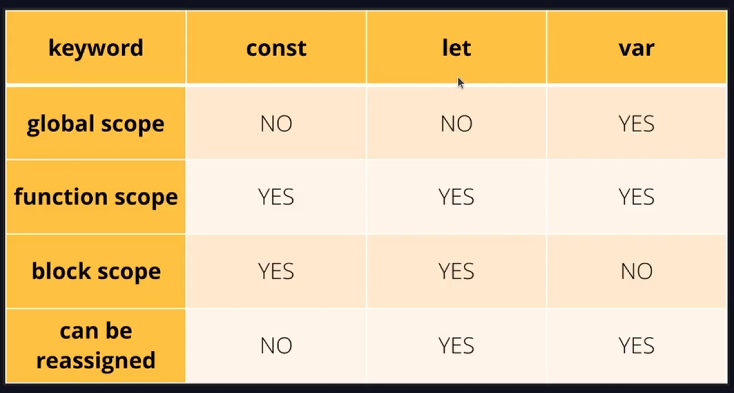 keyword const let var
global scope NO NO YES
function scope YES YES YES
block scope YES YES NO
can be
reassigned NO YES YES